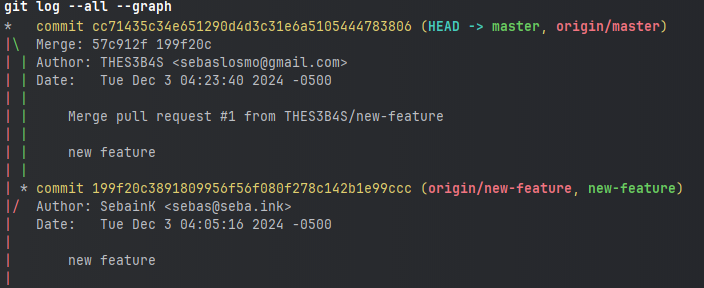 git log --all --graph
*   commit cc71435c34e651290d4d3c31e6a5105444783806 (HEAD -> master, origin/master)
|\  Merge: 57c912f 199f20c
| | Author: THES3B4S <sebaslosmo@gmail.com>
| | Date:   Tue Dec 3 04:23:40 2024 -0500
| |
| |     Merge pull request #1 from THES3B4S/new-feature
| |
| |     new feature
| |
| * commit 199f20c3891809956f56f080f278c142b1e99ccc (origin/new-feature, new-feature)
|/  Author: SebainK <sebas@seba.ink>
|   Date:   Tue Dec 3 04:05:16 2024 -0500
|
|       new feature
|